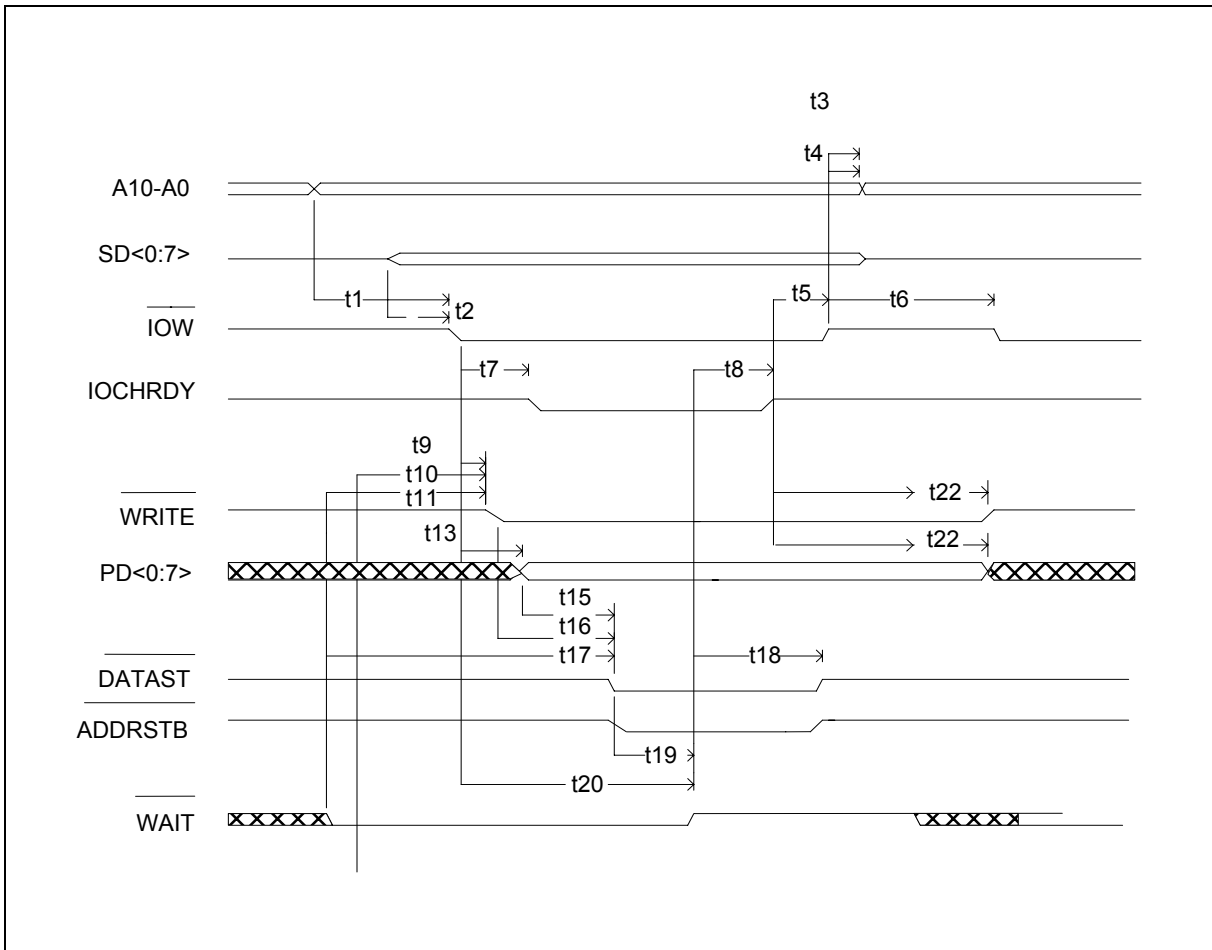 t3
t4
A10-A0
SD<0:7>
t1
t2
t5
t6
IOW
t7
t8
IOCHRDY
t9
t10
t11
t22
WRITE
t13
t22
PD<0:7>
t15
t16
t17
t18
DATAST
ADDRSTB
t19
t20
WAIT